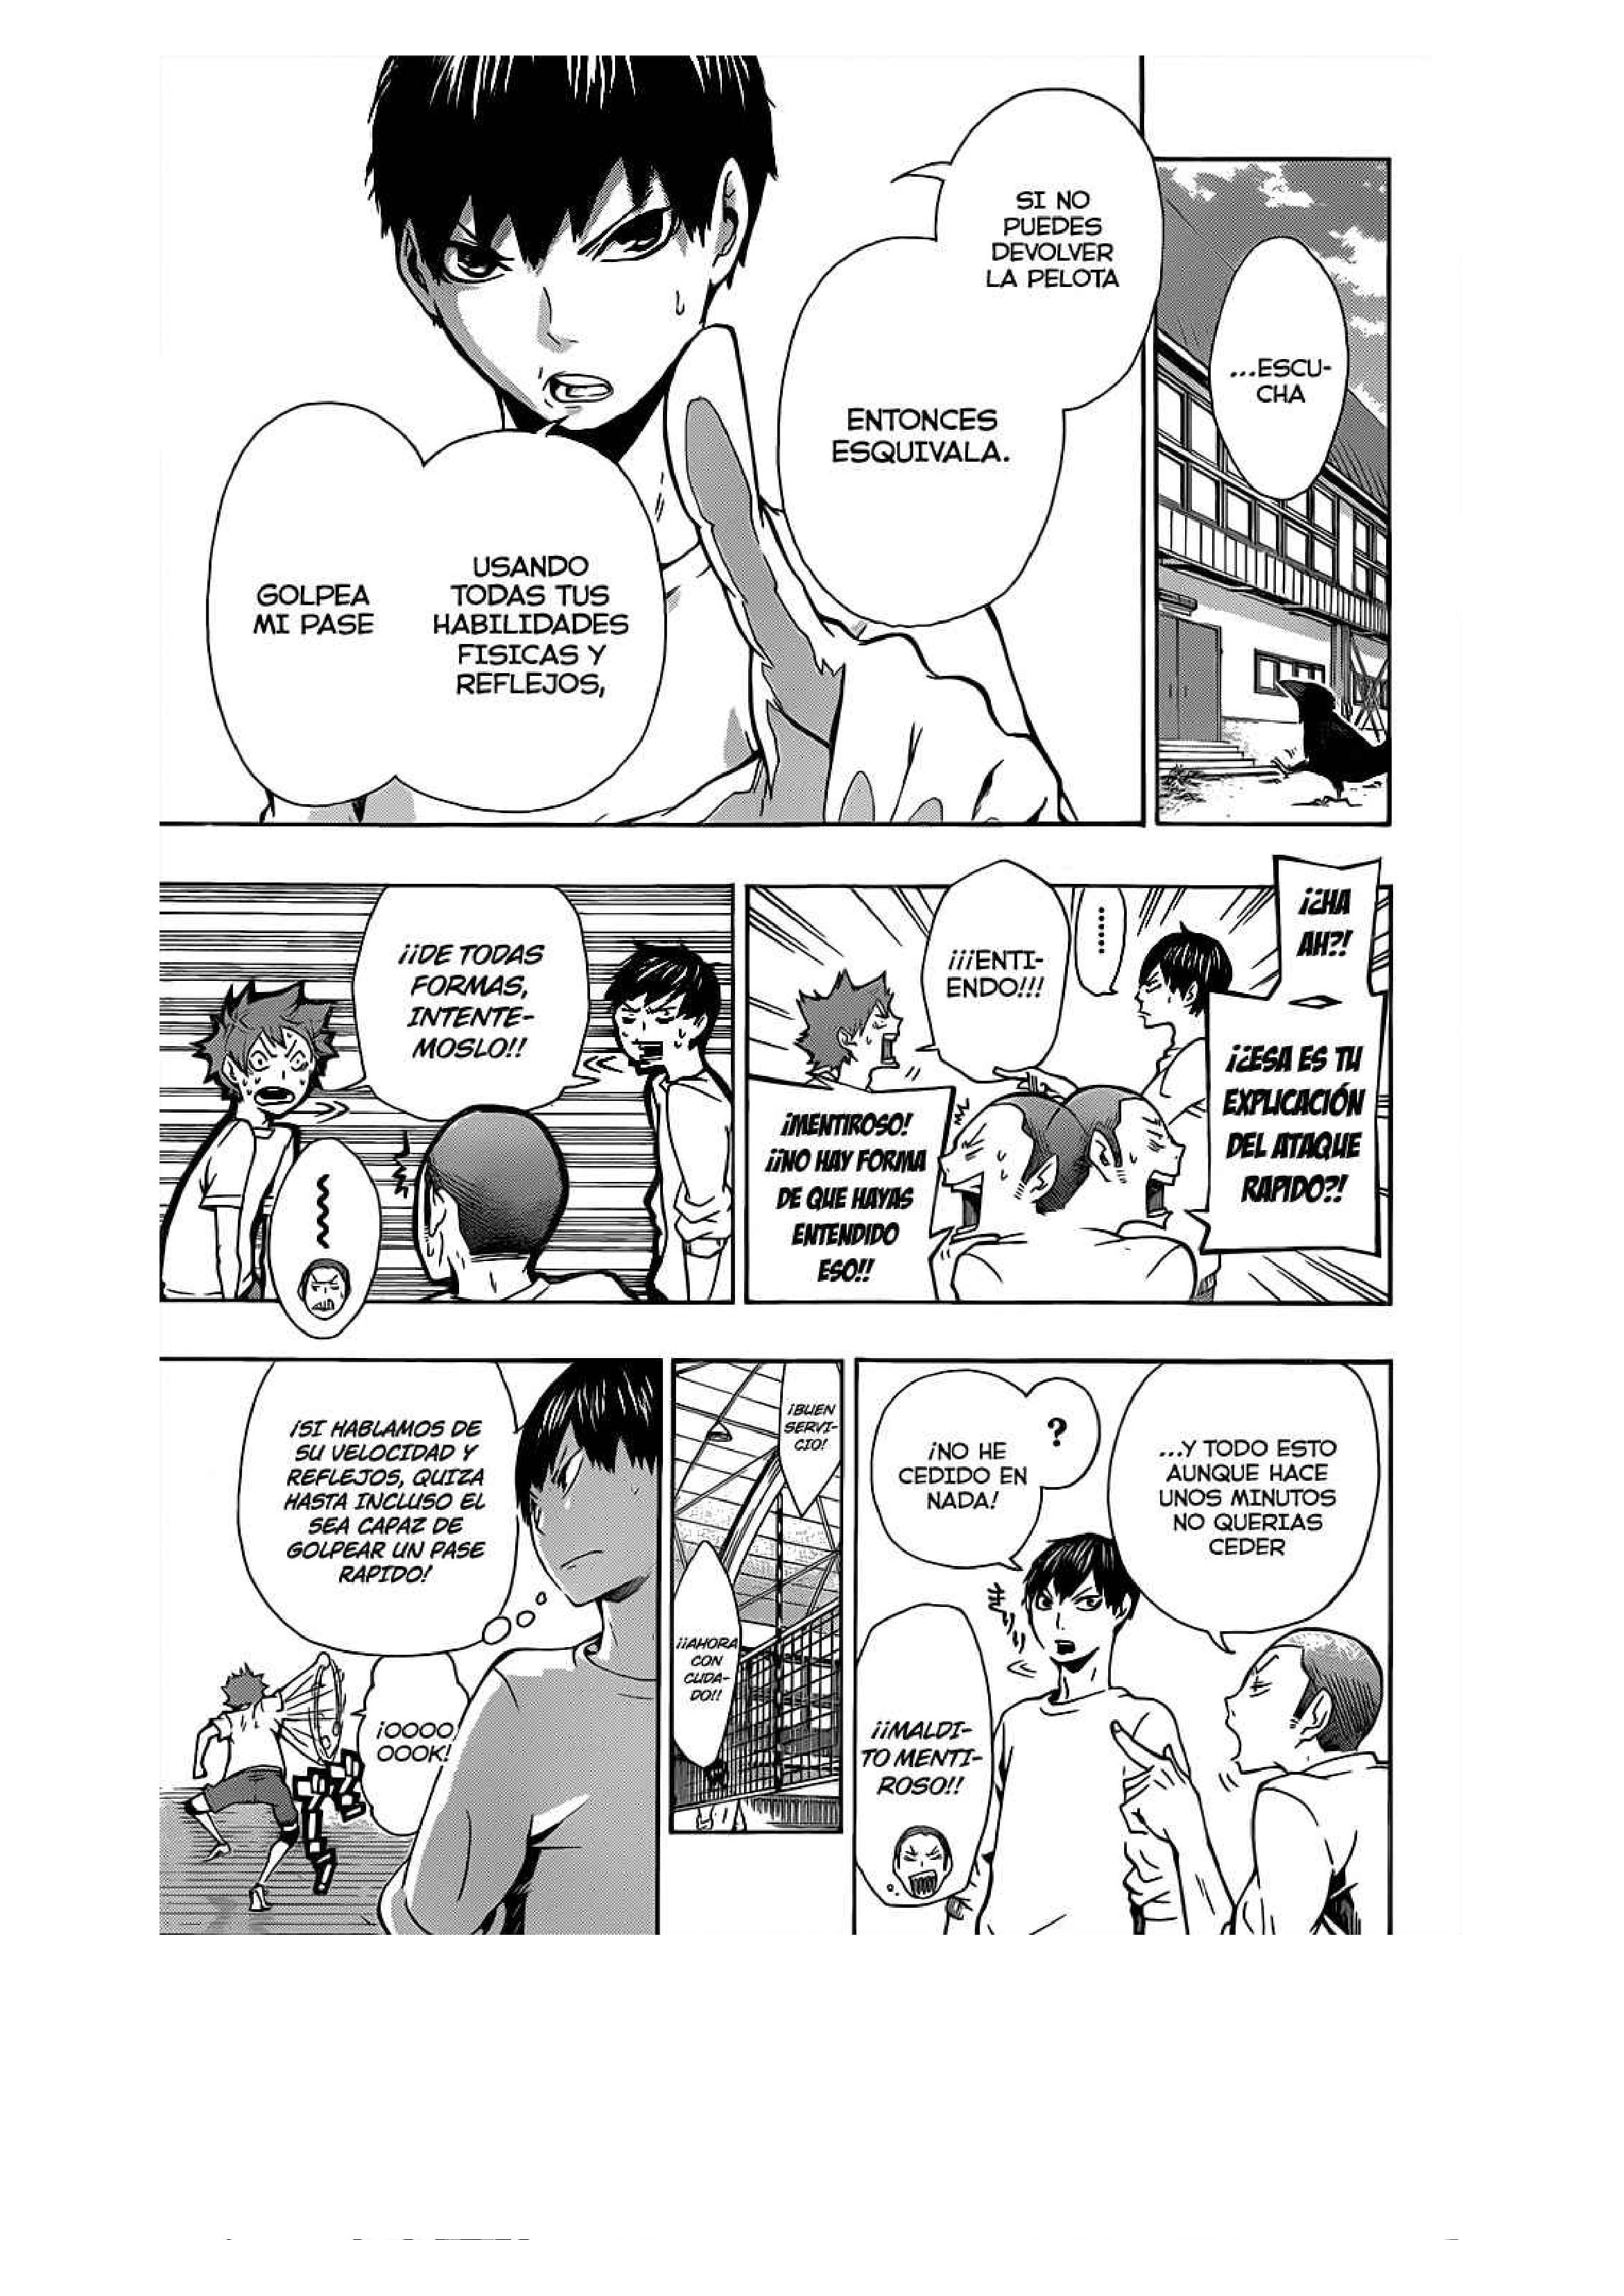 ...ESCU-
CHA
SI NO
PUEDES
DEVOLVER
LA PELOTA
ENTONCES
ESQUIVALA.
USANDO
TODAS TUS
HABILIDADES
FISICAS Y
REFLEJOS,
GOLPEA
MI PASE
¡¿HA
AH?!
¡¿ESA ES TU
EXPLICACIÓN
DEL ATAQUE
RAPIDO?!
........
¡¡¡ENTI-
ENDO!!!
¡MENTIROSO!
¡¡NO HAY FORMA
DE QUE HAYAS
ENTENDIDO
ESO!!
¡¡DE TODAS
FORMAS,
INTENTE-
MOSLO!!
...Y TODO ESTO
AUNQUE HACE
UNOS MINUTOS
NO QUERIAS
CEDER
?
¡NO HE
CEDIDO EN
NADA!
¡¡MALDI-
TO MENTI-
ROSO!!
¡BUEN
SERVI-
CIO!
¡¡AHORA
CON
CUIDA-
DO!!
¡SI HABLAMOS DE
SU VELOCIDAD Y
REFLEJOS, QUIZA
HASTA INCLUSO EL
SEA CAPAZ DE
GOLPEAR UN PASE
RAPIDO!
¡OOOO
OOOK!